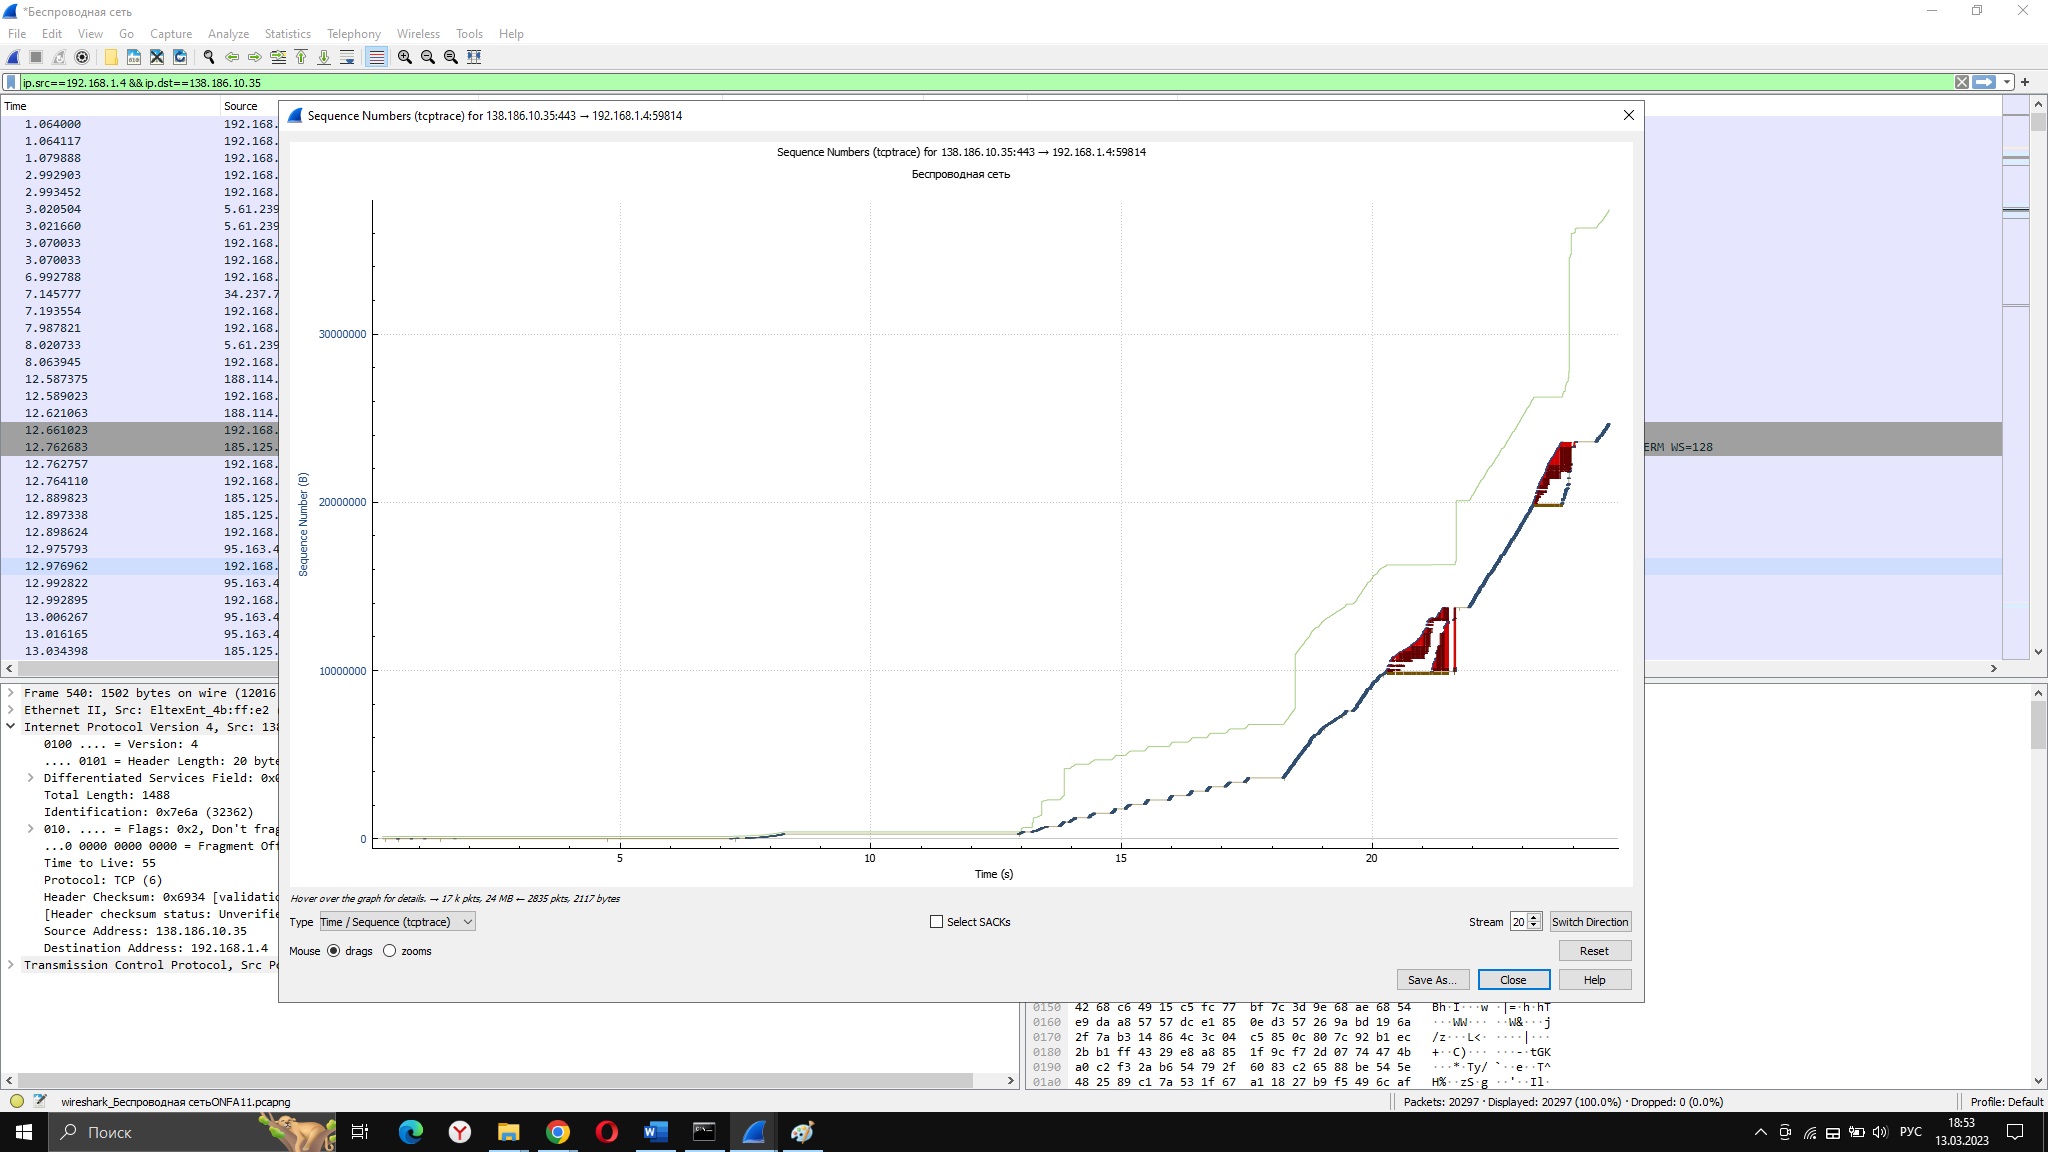 *Беспроводная сеть
File Edit View Go Capture Analyze Statistics Telephony Wireless Tools Help
ip.src==192.168.1.4 && ip.dst==138.186.10.35
Time Source
1.064000 192.168.
1.064117 192.168.
1.079888 192.168.
2.992903 192.168.
2.993452 192.168.
3.020504 5.61.239
3.021660 5.61.239
3.070033 192.168.
3.070033 192.168.
6.992788 192.168.
7.145777 34.237.7
7.193554 192.168.
7.987821 192.168.
8.020733 5.61.239
8.063945 192.168.
12.587375 188.114.
12.589023 192.168.
12.621063 188.114.
12.661023 192.168.
12.762683 185.125. ERM WS=128
12.762757 192.168.
12.764110 192.168.
12.889823 185.125.
12.897338 185.125.
12.898624 192.168.
12.975793 95.163.4
12.976962 192.168.
12.992822 95.163.4
12.992895 192.168.
13.006267 95.163.4
13.016165 95.163.4
13.034398 185.125.
Sequence Numbers (tcptrace) for 138.186.10.35:443 → 192.168.1.4:59814
Sequence Numbers (tcptrace) for 138.186.10.35:443 → 192.168.1.4:59814
Беспроводная сеть
Sequence Number (B)
30000000
20000000
10000000
0
5 10 15 20
Time (s)
Hover over the graph for details. → 17 k pkts, 24 MB ← 2835 pkts, 2117 bytes
Type Time / Sequence (tcptrace) Select SACKs Stream 20 Switch Direction
Mouse drags zooms Reset
Save As... Close Help
Frame 540: 1502 bytes on wire (12016
Ethernet II, Src: EltexEnt_4b:ff:e2
Internet Protocol Version 4, Src: 138
0100 .... = Version: 4
.... 0101 = Header Length: 20 byte
Differentiated Services Field: 0x0
Total Length: 1488
Identification: 0x7e6a (32362)
010. .... = Flags: 0x2, Don't frag
...0 0000 0000 0000 = Fragment Off
Time to Live: 55
Protocol: TCP (6)
Header Checksum: 0x6934 [validatio
[Header checksum status: Unverifie
Source Address: 138.186.10.35
Destination Address: 192.168.1.4
Transmission Control Protocol, Src Po
0150 42 68 c6 49 15 c5 fc 77 bf 7c 3d 9e 68 ae 68 54 Bh·I···w ·|=·h·hT
0160 e9 da a8 57 57 dc e1 85 0e d3 57 26 9a bd 19 6a ···WW··· ··W&···j
0170 2f 7a b3 14 86 4c 3c 04 c5 85 0c 80 7c 92 b1 ec /z···L<· ····|···
0180 2b b1 ff 43 29 e8 a8 85 1f 9c f7 2d 07 74 47 4b +··C)··· ···-·tGK
0190 a0 c2 f3 2a b6 54 79 2f 60 83 c2 65 88 be 54 5e ···*·Ty/ `··e··T^
01a0 48 25 89 c1 7a 53 1f 67 a1 18 27 b9 f5 49 6c af H%··zS·g ··'··Il·
wireshark_Беспроводная сетьONFA11.pcapng Packets: 20297 · Displayed: 20297 (100.0%) · Dropped: 0 (0.0%) Profile: Default
Поиск РУС 18:53
13.03.2023